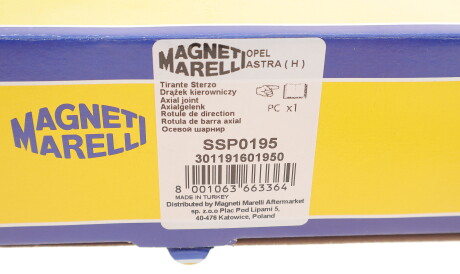 MAGNETI
MARELLI
MAGNETI
MARELLI
OPEL
ASTRA ( H )
Tirante Sterzo
Drążek kierowniczy
Axial joint
Axialgelenk
Rotule de direction
Rotula de barra axial
Осевой шарнир
PC x1
SSP0195
301191601950
8 001063 663364
MADE IN TURKEY
Distributed by Magneti Marelli Aftermarket
sp. z.o.o Plac Pod Lipami 5,
40-476 Katowice, Poland